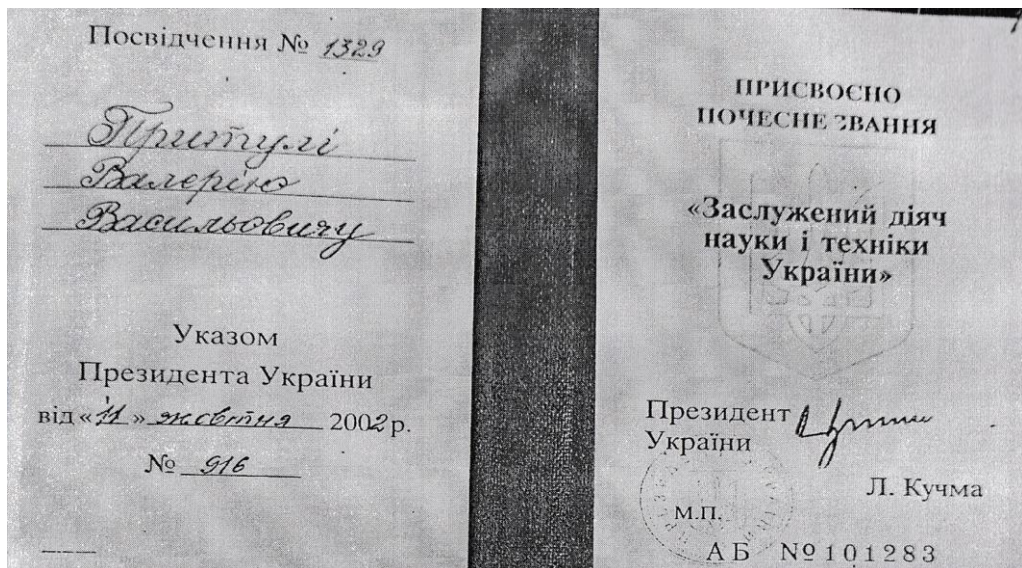 Посвідчення № 1329
Притулі
Валерію
Васильовичу
Указом
Президента України
від «11» жовтня 2002 р.
№ 916
ПРИСВОЄНО
ПОЧЕСНЕ ЗВАННЯ
«Заслужений діяч
науки і техніки
України»
Президент
України
Л. Кучма
М.П.
АБ №101283